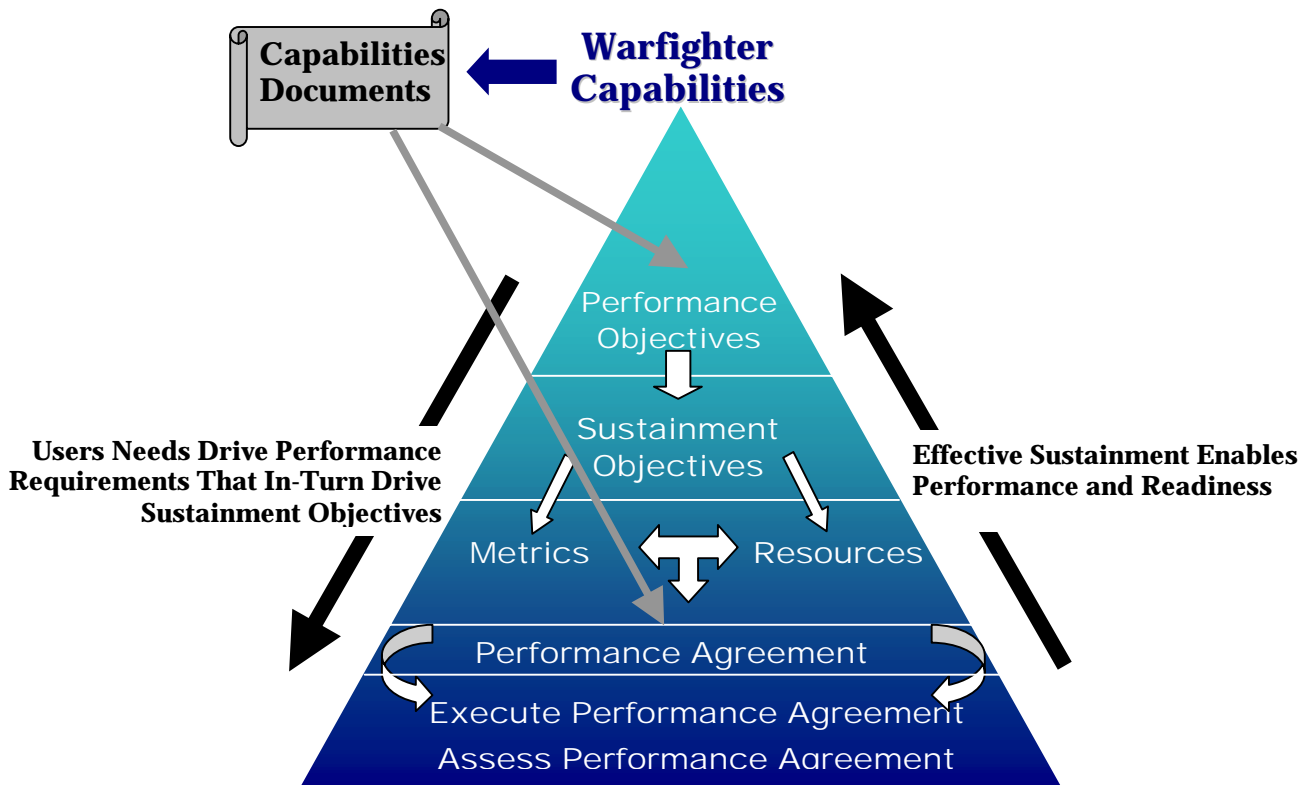 Capabilities
Documents
Warfighter
Capabilities
Performance
Objectives
Sustainment
Objectives
Users Needs Drive Performance
Requirements That In-Turn Drive
Sustainment Objectives
Effective Sustainment Enables
Performance and Readiness
Metrics
Resources
Performance Agreement
Execute Performance Agreement
Assess Performance Agreement